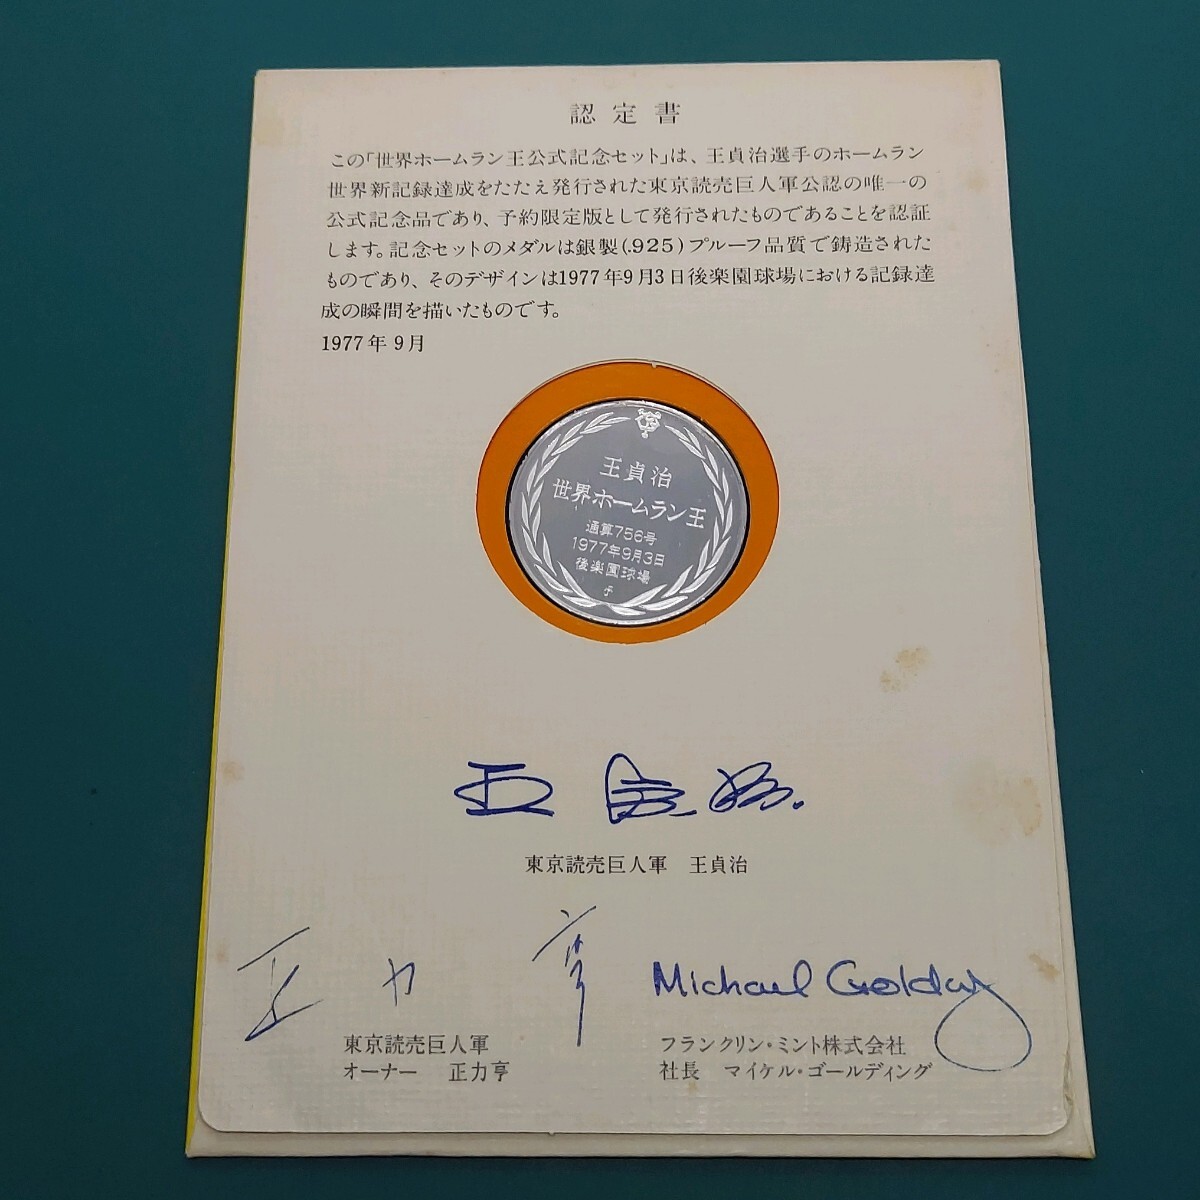 認定書
この「世界ホームラン王公式記念セット」は、王貞治選手のホームラン
世界新記録達成をたたえ発行された東京読売巨人軍公認の唯一の
公式記念品であり、予約限定版として発行されたものであることを認証
します。記念セットのメダルは銀製(.925)プルーフ品質で鋳造された
ものであり、そのデザインは1977年9月3日後楽園球場における記録達
成の瞬間を描いたものです。
1977年9月
王貞治
世界ホームラン王
通算756号
1977年9月3日
後楽園球場
王貞治
東京読売巨人軍 王貞治
正力亨
Michael Golding
東京読売巨人軍
オーナー 正力亨
フランクリン・ミント株式会社
社長 マイケル・ゴールディング